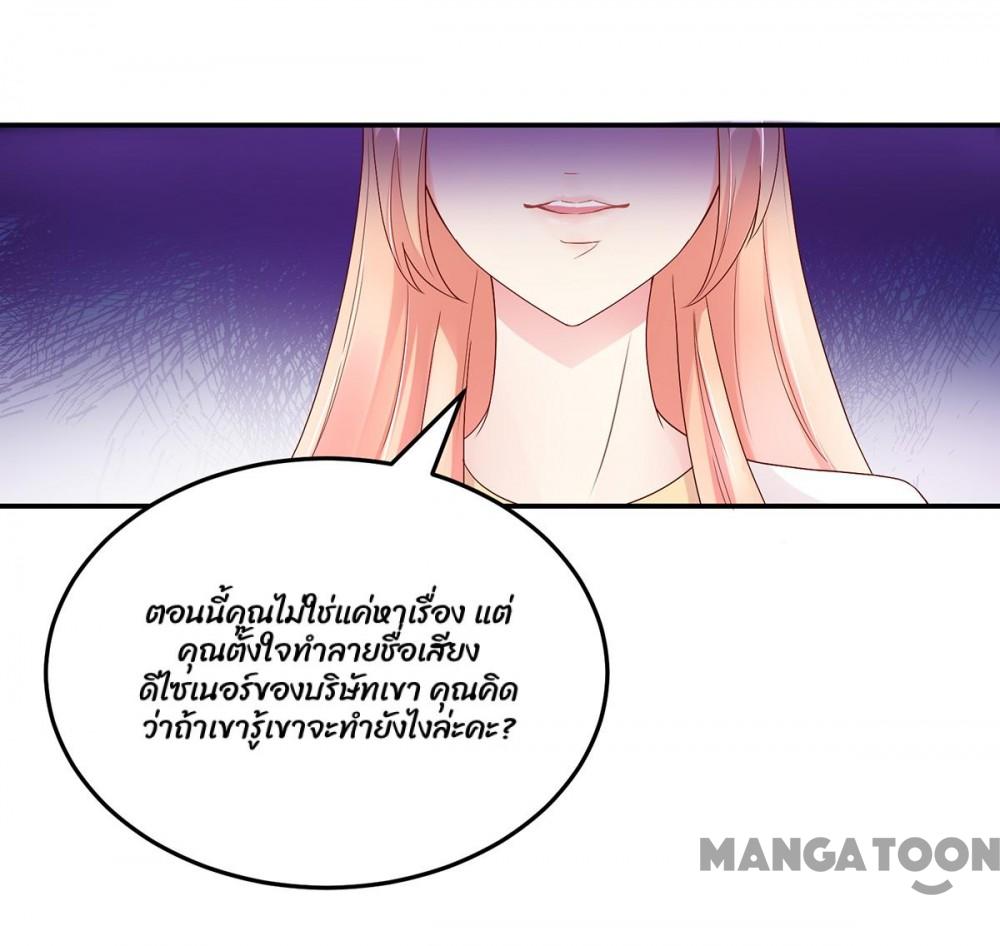 ตอนนี้คุณไม่ใช่แค่หาเรื่อง แต่
คุณตั้งใจทำลายชื่อเสียง
ดีไซเนอร์ของบริษัทเขา คุณคิด
ว่าถ้าเขารู้เขาจะทำยังไงล่ะคะ?
MANGATOON